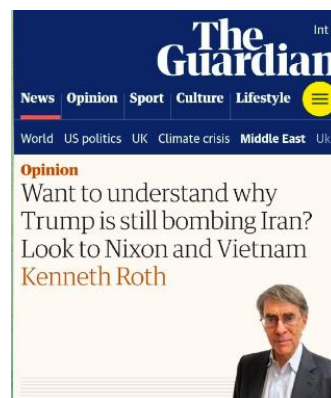 The
Int
Guardian
News Opinion Sport Culture Lifestyle
World US politics UK Climate crisis Middle East Uk
Opinion
Want to understand why
Trump is still bombing Iran?
Look to Nixon and Vietnam
Kenneth Roth